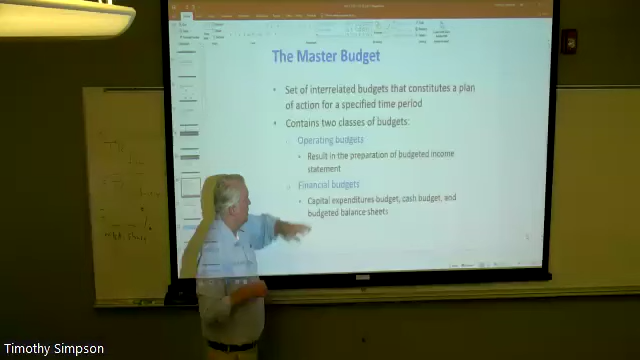 The Master Budget
• Set of interrelated budgets that constitutes a plan
of action for a specified time period
• Contains two classes of budgets:
Operating budgets
• Result in the preparation of budgeted income
statement
Financial budgets
• Capital expenditures budget, cash budget, and
budgeted balance sheets
Timothy Simpson